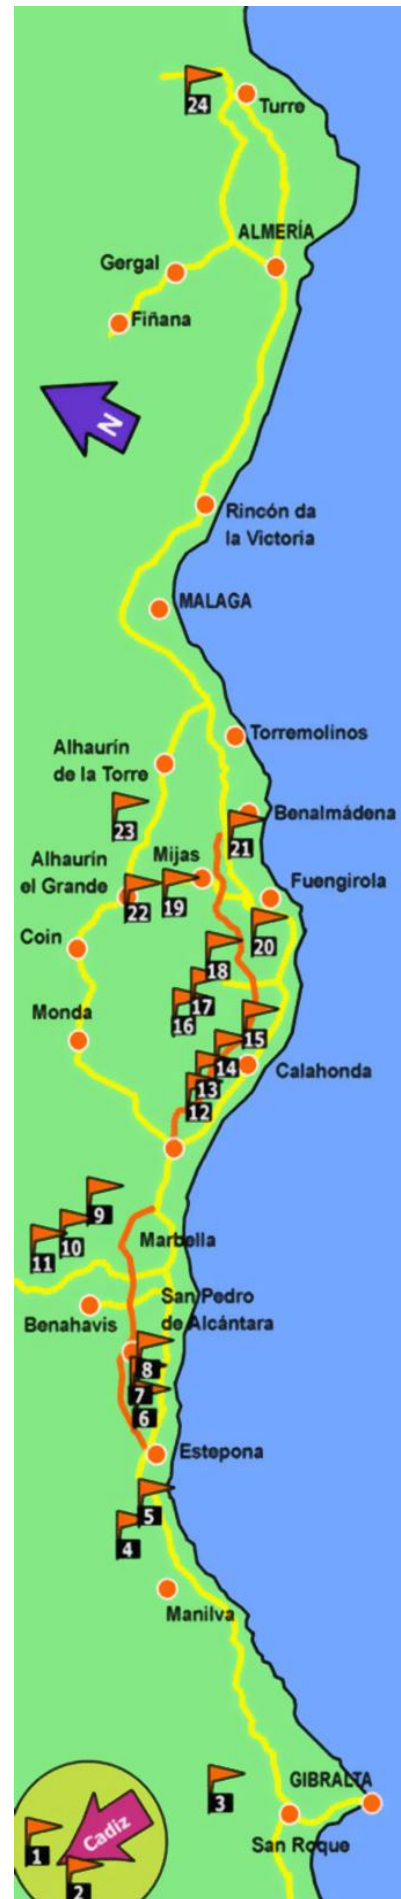 24
Turre
ALMERÍA
Gergal
Fiñana
N
Rincón da
la Victoria
MALAGA
Torremolinos
Alhaurín
de la Torre
23
Benalmádena
21
Alhaurín
el Grande
Mijas
22
19
Fuengirola
20
Coin
18
17
16
Monda
15
14
13
12
Calahonda
9
10
11
Marbella
San Pedro
de Alcántara
Benahavis
8
7
6
Estepona
5
4
Manilva
3
GIBRALTA
San Roque
Cadiz
1
2